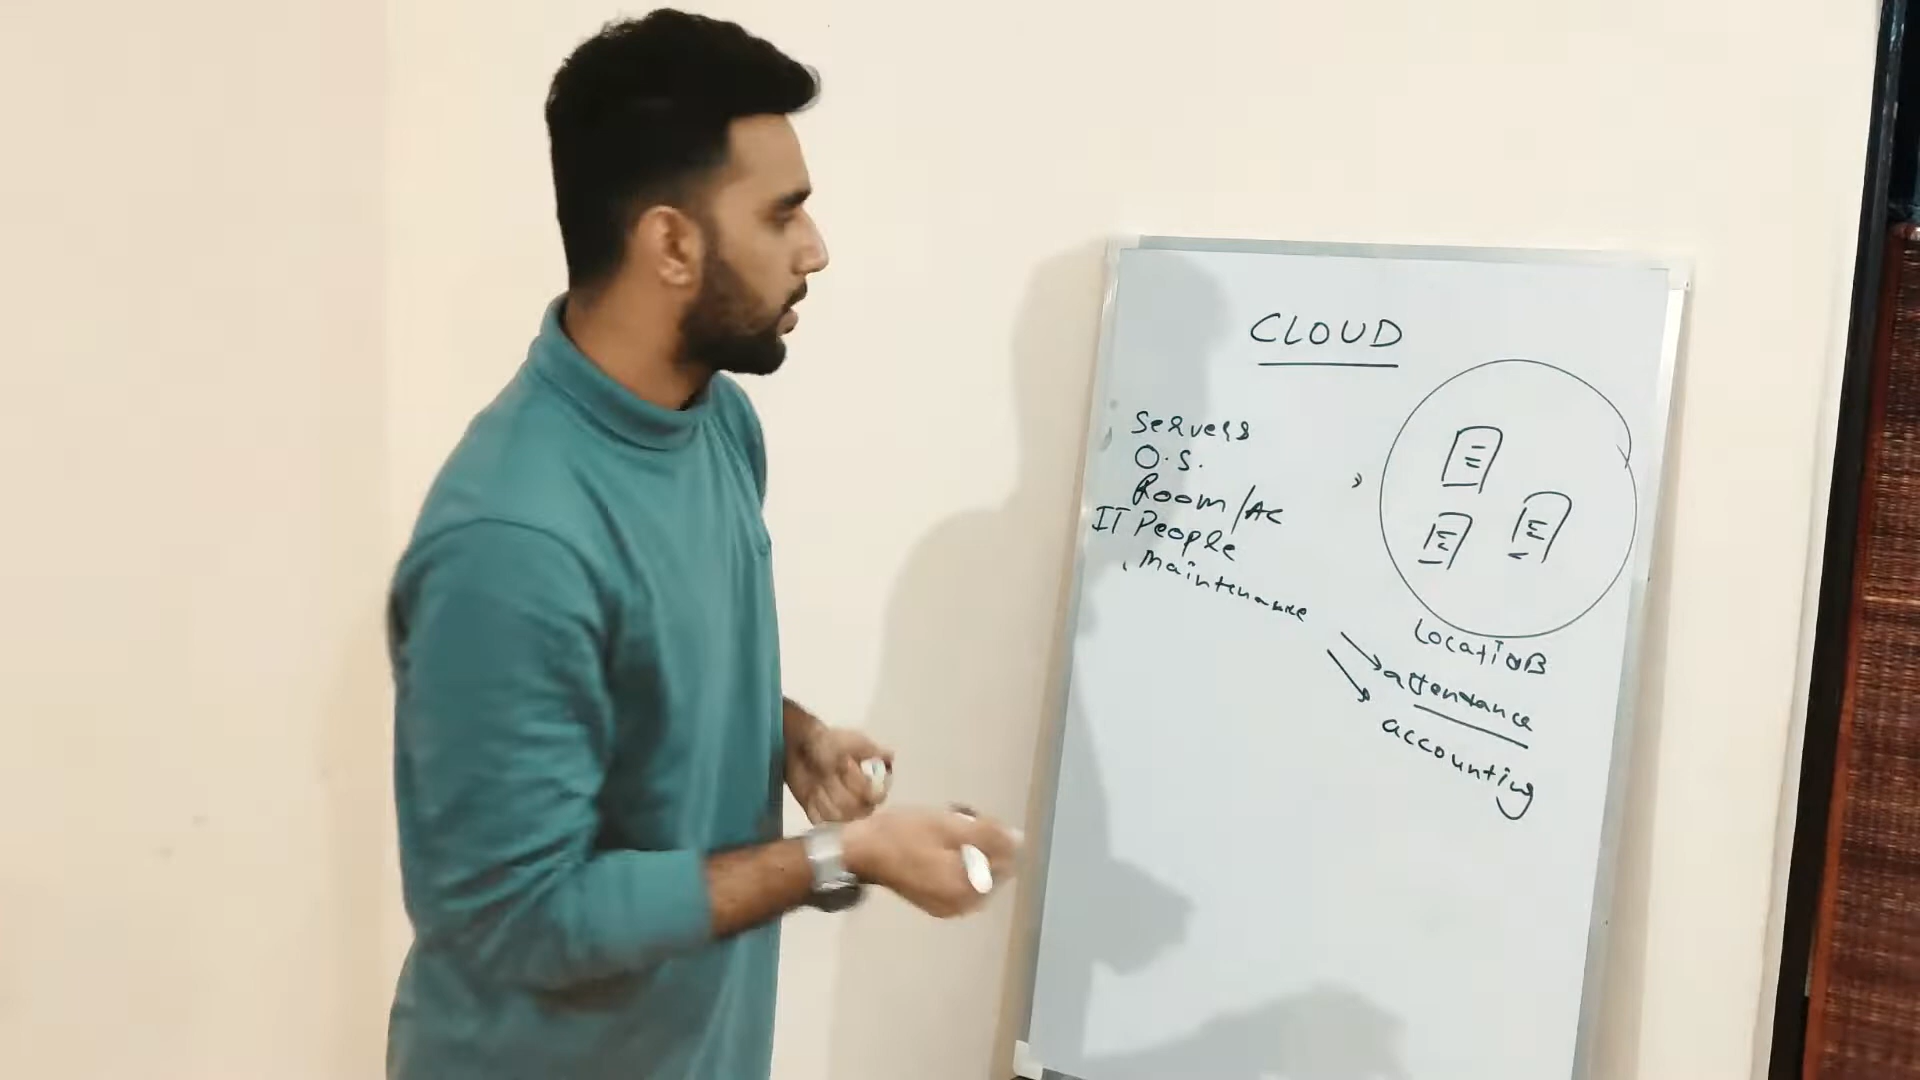 CLOUD
Servers
O.S.
Room/AC
IT People
Maintenance
Location B
attendance
accounting